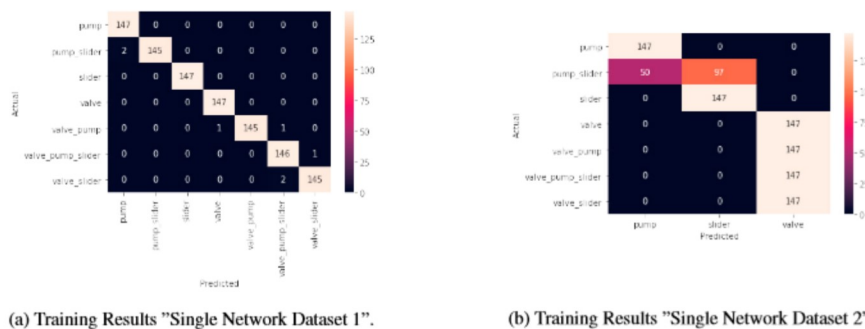 pump 147 0 0 0 0 0 0
pump_slider 2 145 0 0 0 0 0
slider 0 0 147 0 0 0 0
valve 0 0 0 147 0 0 0
valve_pump 0 0 0 1 145 1 0
valve_pump_slider 0 0 0 0 0 146 1
valve_slider 0 0 0 0 0 2 145
Actual
pump pump_slider slider valve valve_pump valve_pump_slider valve_slider
Predicted
125
100
75
50
25
0
pump 147 0 0
pump_slider 50 97 0
slider 0 147 0
valve 0 0 147
valve_pump 0 0 147
valve_pump_slider 0 0 147
valve_slider 0 0 147
Actual
pump slider valve
Predicted
(a) Training Results "Single Network Dataset 1".
(b) Training Results "Single Network Dataset 2